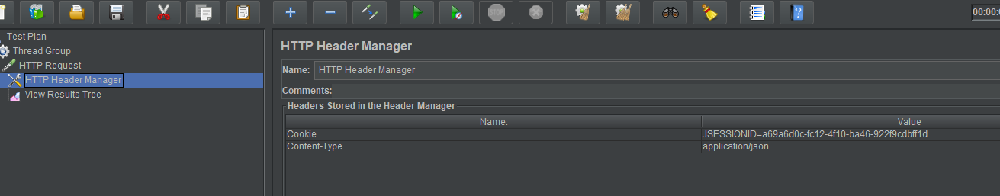 STOP
00:00:0
Test Plan
Thread Group
HTTP Request
HTTP Header Manager
View Results Tree
HTTP Header Manager
Name: HTTP Header Manager
Comments:
Headers Stored in the Header Manager
Name: Value
Cookie JSESSIONID=a69a6d0c-fc12-4f10-ba46-922f9cdbff1d
Content-Type application/json